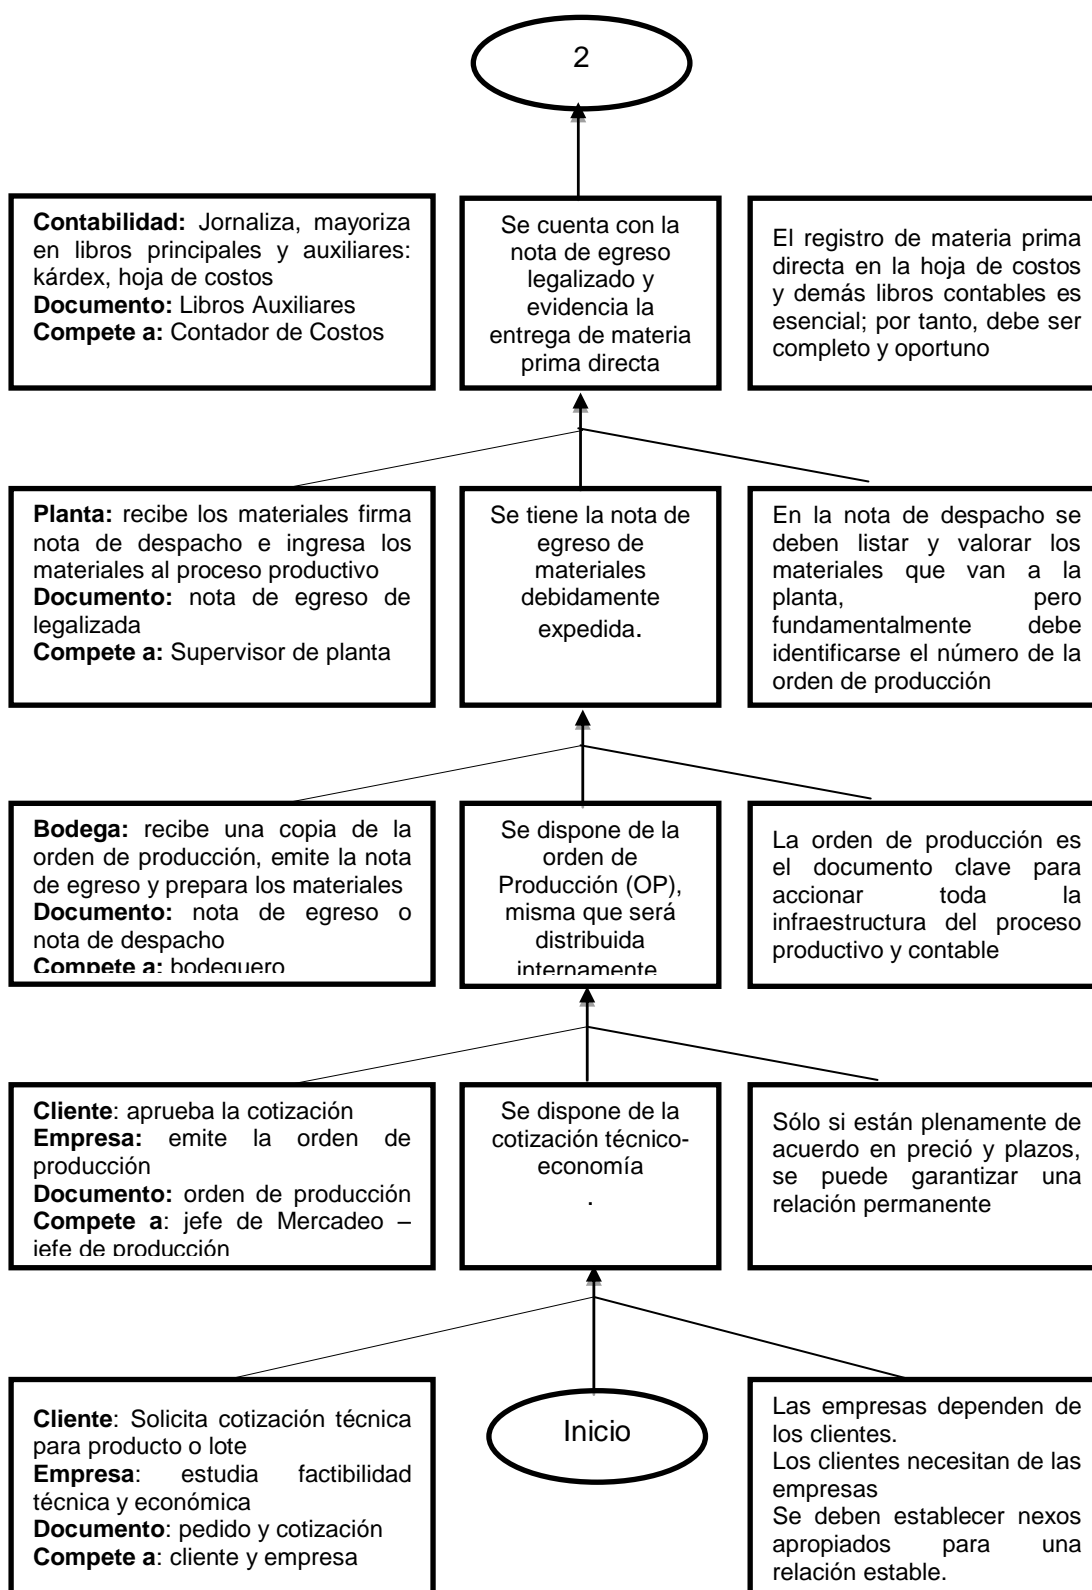 2
Contabilidad: Jornaliza, mayoriza
en libros principales y auxiliares:
kárdex, hoja de costos
Documento: Libros Auxiliares
Compete a: Contador de Costos
Se cuenta con la
nota de egreso
legalizado y
evidencia la
entrega de materia
prima directa
El registro de materia prima
directa en la hoja de costos
y demás libros contables es
esencial; por tanto, debe ser
completo y oportuno
Planta: recibe los materiales firma
nota de despacho e ingresa los
materiales al proceso productivo
Documento: nota de egreso de
legalizada
Compete a: Supervisor de planta
Se tiene la nota de
egreso de
materiales
debidamente
expedida.
En la nota de despacho se
deben listar y valorar los
materiales que van a la
planta, pero
fundamentalmente debe
identificarse el número de la
orden de producción
Bodega: recibe una copia de la
orden de producción, emite la nota
de egreso y prepara los materiales
Documento: nota de egreso o
nota de despacho
Compete a: bodeguero
Se dispone de la
orden de
Producción (OP),
misma que será
distribuida
internamente
La orden de producción es
el documento clave para
accionar toda la
infraestructura del proceso
productivo y contable
Cliente: aprueba la cotización
Empresa: emite la orden de
producción
Documento: orden de producción
Compete a: jefe de Mercadeo –
jefe de producción
Se dispone de la
cotización técnico-
economía
.
Sólo si están plenamente de
acuerdo en preció y plazos,
se puede garantizar una
relación permanente
Cliente: Solicita cotización técnica
para producto o lote
Empresa: estudia factibilidad
técnica y económica
Documento: pedido y cotización
Compete a: cliente y empresa
Inicio
Las empresas dependen de
los clientes.
Los clientes necesitan de las
empresas
Se deben establecer nexos
apropiados para una
relación estable.